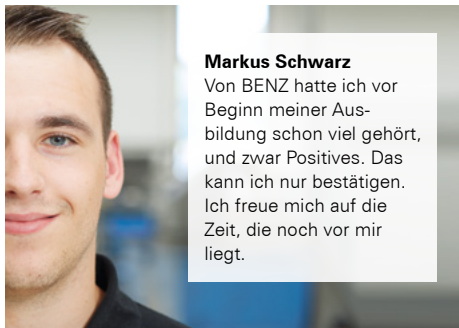 Markus Schwarz
Von BENZ hatte ich vor
Beginn meiner Aus-
bildung schon viel gehört,
und zwar Positives. Das
kann ich nur bestätigen.
Ich freue mich auf die
Zeit, die noch vor mir
liegt.